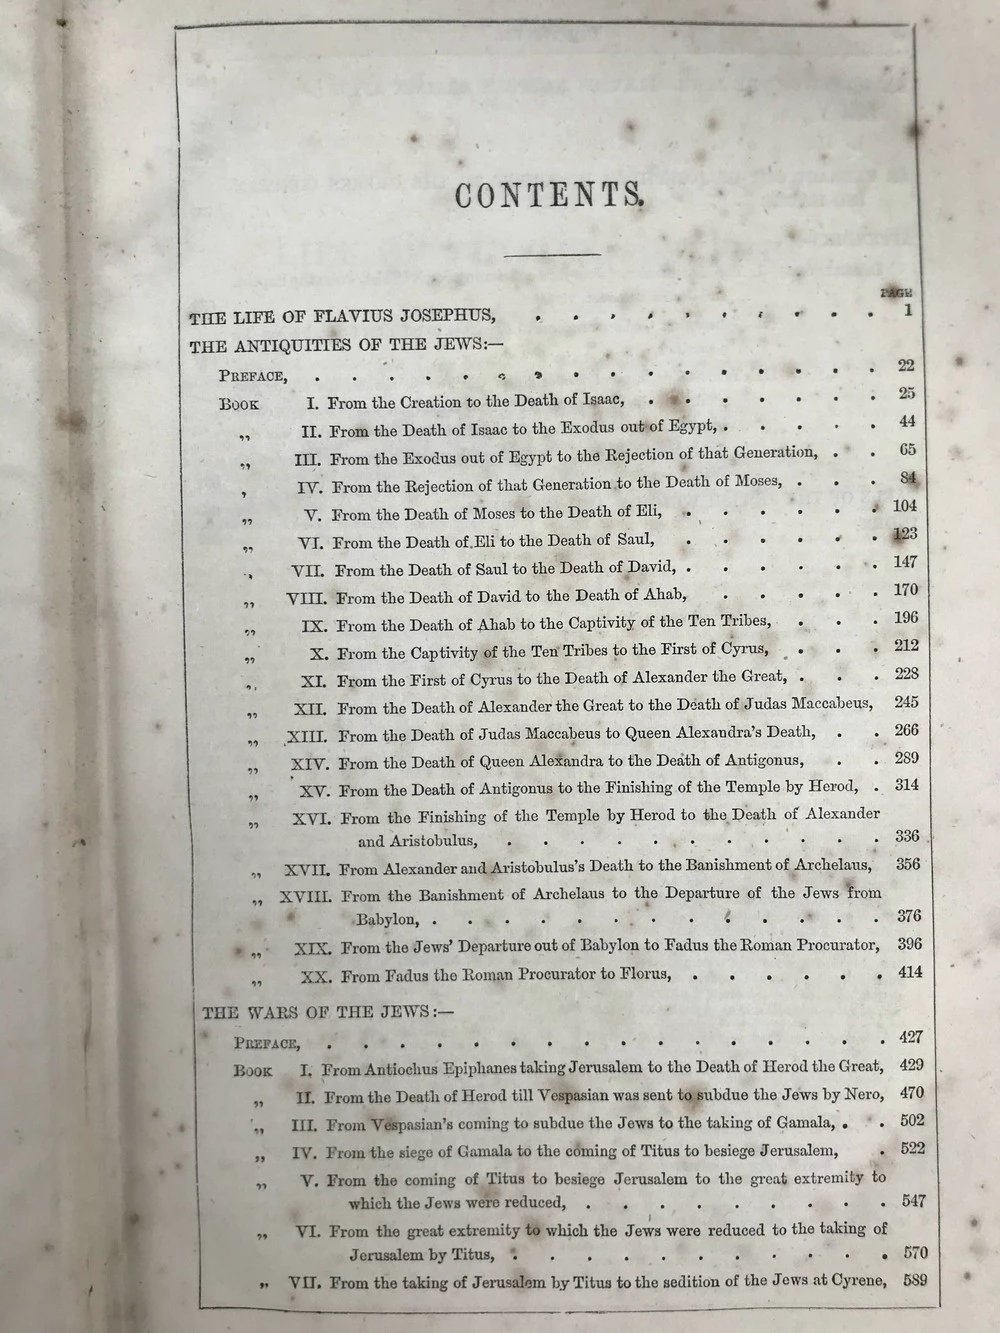 CONTENTS.
PAGE
THE LIFE OF FLAVIUS JOSEPHUS, . . . . . . . . . . 1
THE ANTIQUITIES OF THE JEWS:—
PREFACE, . . . . . . . . . . . . . . . . 22
BOOK I. From the Creation to the Death of Isaac, . . . . . . . 25
„ II. From the Death of Isaac to the Exodus out of Egypt, . . . . . 44
„ III. From the Exodus out of Egypt to the Rejection of that Generation, . . 65
„ IV. From the Rejection of that Generation to the Death of Moses, . . . 84
„ V. From the Death of Moses to the Death of Eli, . . . . . . 104
„ VI. From the Death of Eli to the Death of Saul, . . . . . . 123
„ VII. From the Death of Saul to the Death of David, . . . . . . 147
„ VIII. From the Death of David to the Death of Ahab, . . . . . 170
„ IX. From the Death of Ahab to the Captivity of the Ten Tribes, . . . 196
„ X. From the Captivity of the Ten Tribes to the First of Cyrus, . . . 212
„ XI. From the First of Cyrus to the Death of Alexander the Great, . . . 228
„ XII. From the Death of Alexander the Great to the Death of Judas Maccabeus, 245
„ XIII. From the Death of Judas Maccabeus to Queen Alexandra's Death, . . 266
„ XIV. From the Death of Queen Alexandra to the Death of Antigonus, . . 289
„ XV. From the Death of Antigonus to the Finishing of the Temple by Herod, . 314
„ XVI. From the Finishing of the Temple by Herod to the Death of Alexander
and Aristobulus, . . . . . . . . . . . 336
„ XVII. From Alexander and Aristobulus's Death to the Banishment of Archelaus, 356
„ XVIII. From the Banishment of Archelaus to the Departure of the Jews from
Babylon, . . . . . . . . . . . . . 376
„ XIX. From the Jews' Departure out of Babylon to Fadus the Roman Procurator, 396
„ XX. From Fadus the Roman Procurator to Florus, . . . . . . 414
THE WARS OF THE JEWS:—
PREFACE, . . . . . . . . . . . . . . . 427
BOOK I. From Antiochus Epiphanes taking Jerusalem to the Death of Herod the Great, 429
„ II. From the Death of Herod till Vespasian was sent to subdue the Jews by Nero, 470
„ III. From Vespasian's coming to subdue the Jews to the taking of Gamala, . . 502
„ IV. From the siege of Gamala to the coming of Titus to besiege Jerusalem, . 522
„ V. From the coming of Titus to besiege Jerusalem to the great extremity to
which the Jews were reduced, . . . . . . . . . 547
„ VI. From the great extremity to which the Jews were reduced to the taking of
Jerusalem by Titus, . . . . . . . . . . . 570
„ VII. From the taking of Jerusalem by Titus to the sedition of the Jews at Cyrene, 589